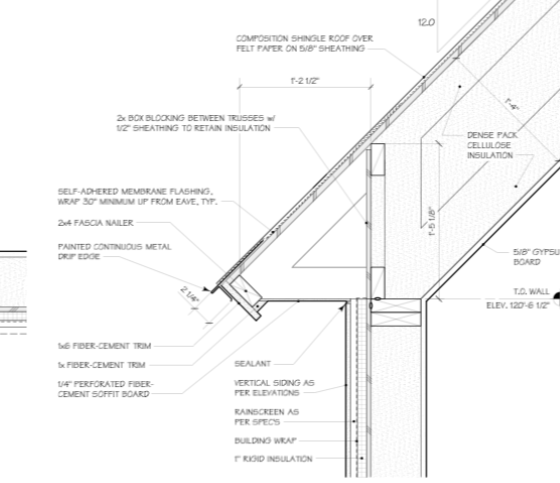 12.0
COMPOSITION SHINGLE ROOF OVER
FELT PAPER ON 5/8" SHEATHING
1'-2 1/2"
1'-4"
2x BOX BLOCKING BETWEEN TRUSSES w/
1/2" SHEATHING TO RETAIN INSULATION
DENSE PACK
CELLULOSE
INSULATION
SELF-ADHERED MEMBRANE FLASHING,
WRAP 30" MINIMUM UP FROM EAVE, TYP.
2x4 FASCIA NAILER
1'-5 1/8"
PAINTED CONTINUOUS METAL
DRIP EDGE
5/8" GYPSU
BOARD
2 1/4"
T.O. WALL
ELEV. 120'-6 1/2"
1x6 FIBER-CEMENT TRIM
1x FIBER-CEMENT TRIM
1/4" PERFORATED FIBER-
CEMENT SOFFIT BOARD
SEALANT
VERTICAL SIDING AS
PER ELEVATIONS
RAINSCREEN AS
PER SPEC'S
BUILDING WRAP
1" RIGID INSULATION